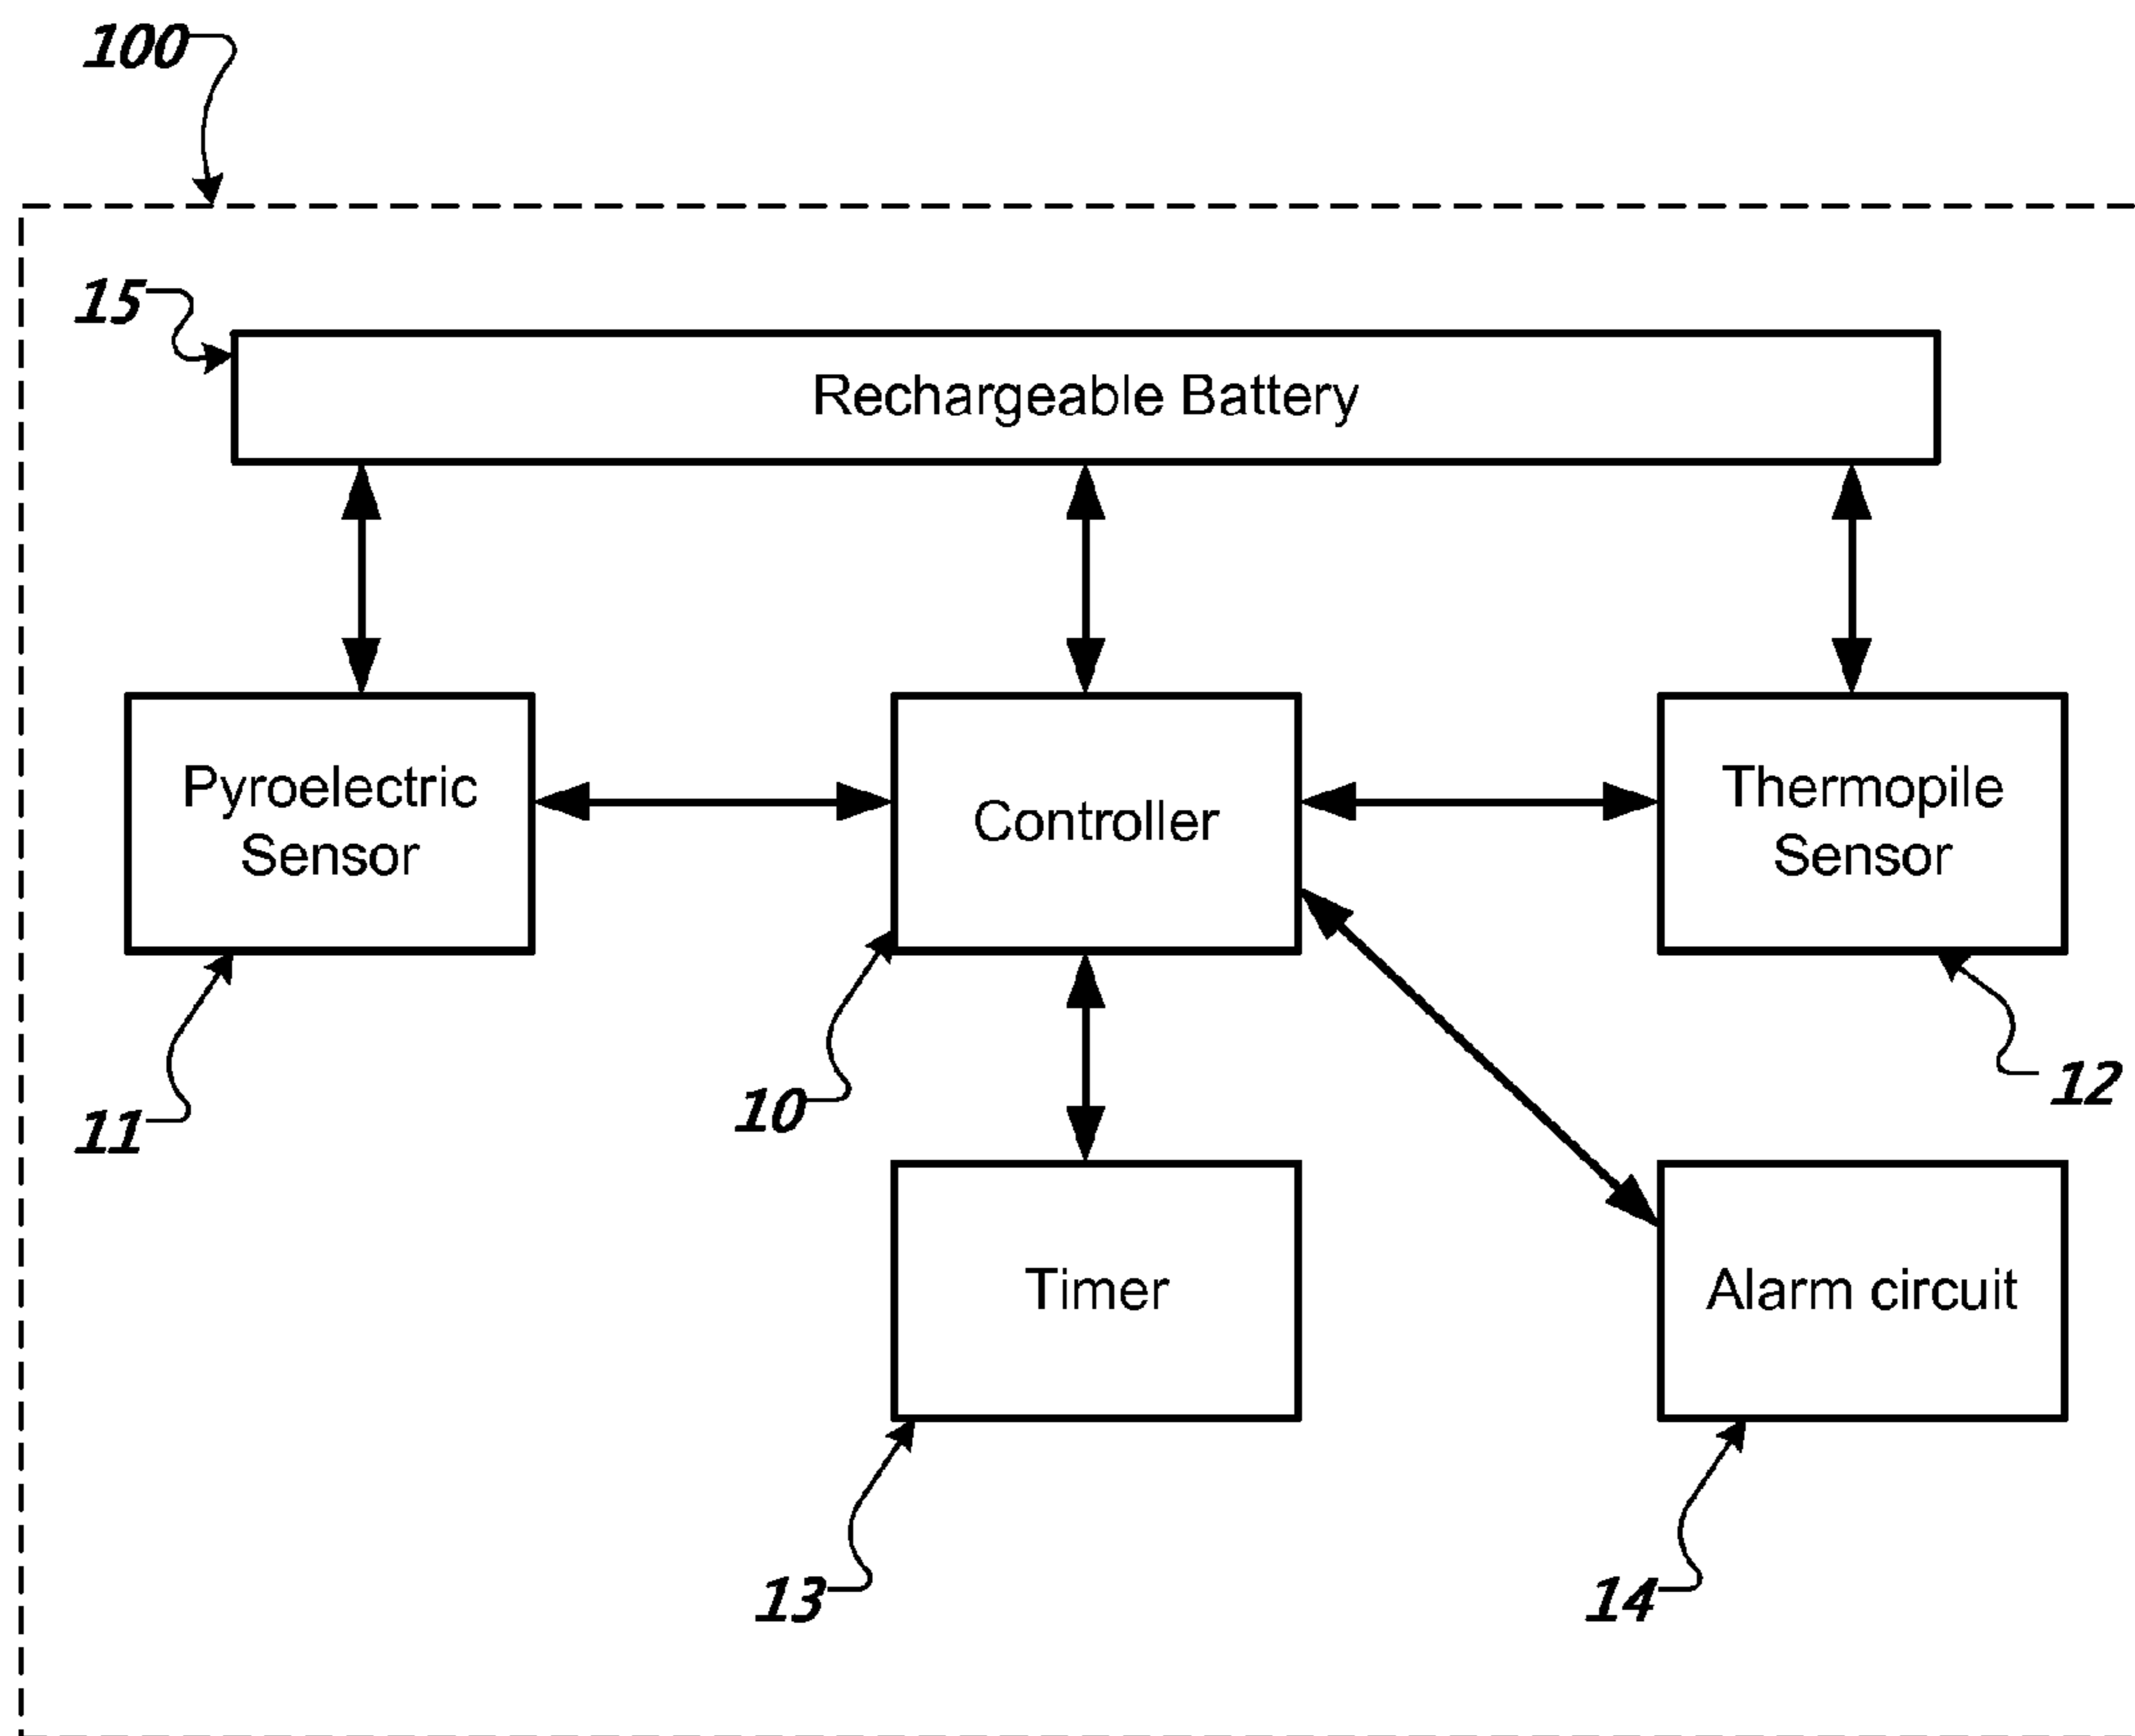 100
15
Rechargeable Battery
Pyroelectric
Sensor
Controller
Thermopile
Sensor
11
10
12
Timer
Alarm circuit
13
14